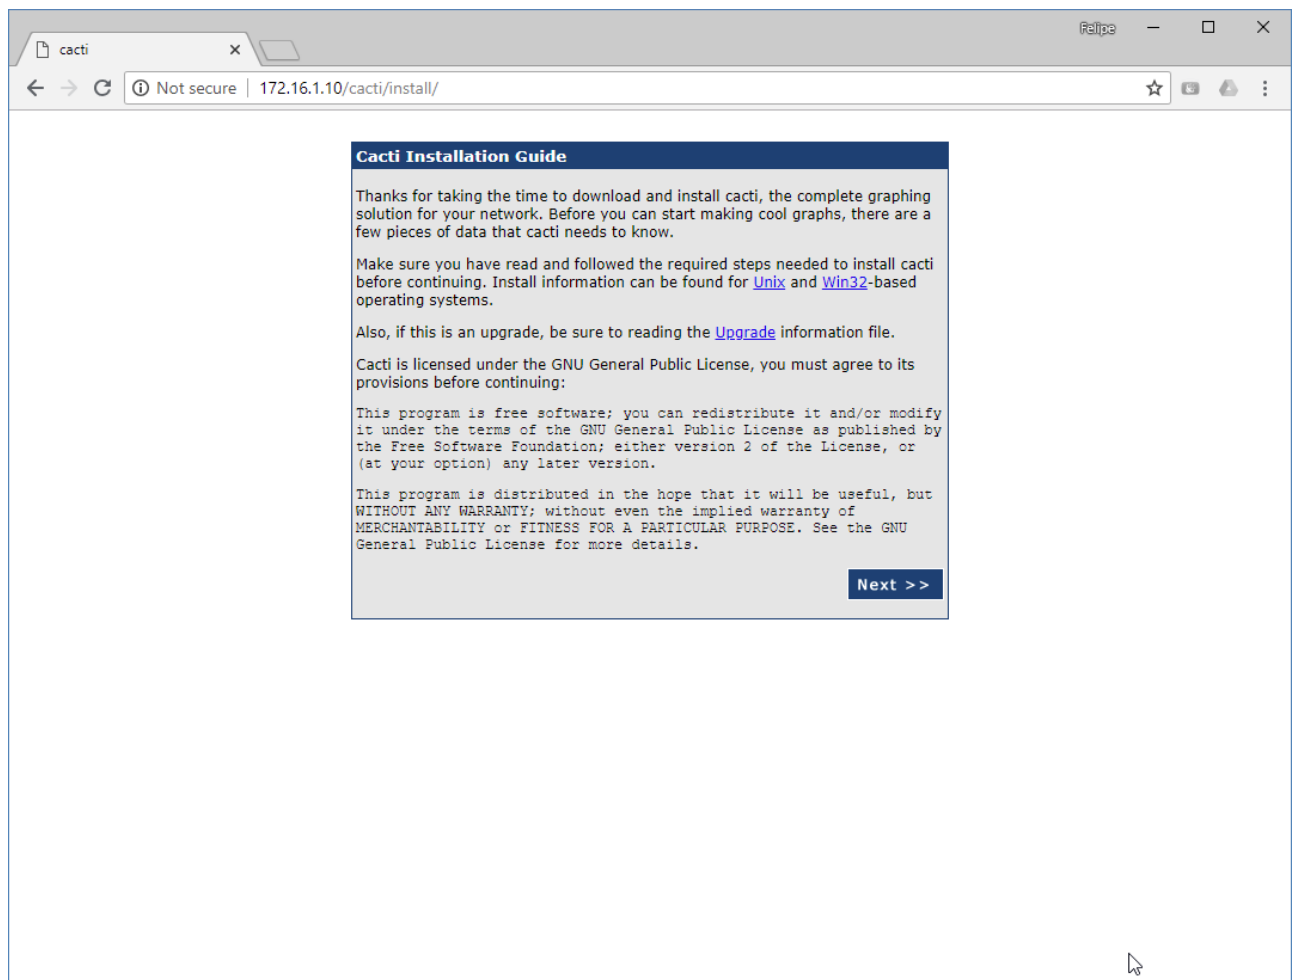 Felipe
cacti
Not secure | 172.16.1.10/cacti/install/
Cacti Installation Guide
Thanks for taking the time to download and install cacti, the complete graphing
solution for your network. Before you can start making cool graphs, there are a
few pieces of data that cacti needs to know.
Make sure you have read and followed the required steps needed to install cacti
before continuing. Install information can be found for Unix and Win32-based
operating systems.
Also, if this is an upgrade, be sure to reading the Upgrade information file.
Cacti is licensed under the GNU General Public License, you must agree to its
provisions before continuing:
This program is free software; you can redistribute it and/or modify
it under the terms of the GNU General Public License as published by
the Free Software Foundation; either version 2 of the License, or
(at your option) any later version.
This program is distributed in the hope that it will be useful, but
WITHOUT ANY WARRANTY; without even the implied warranty of
MERCHANTABILITY or FITNESS FOR A PARTICULAR PURPOSE. See the GNU
General Public License for more details.
Next >>